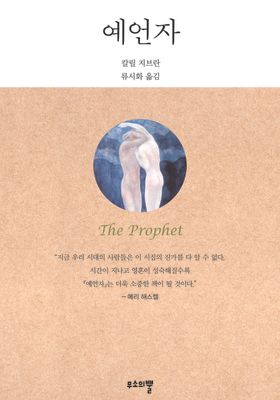 예언자
칼릴 지브란
류시화 옮김
The Prophet
“지금 우리 시대의 사람들은 이 시집의 진가를 다 알 수 없다.
시간이 지나고 영혼이 성숙해질수록
『예언자』는 더욱 소중한 책이 될 것이다.”
– 메리 해스켈
무소의뿔